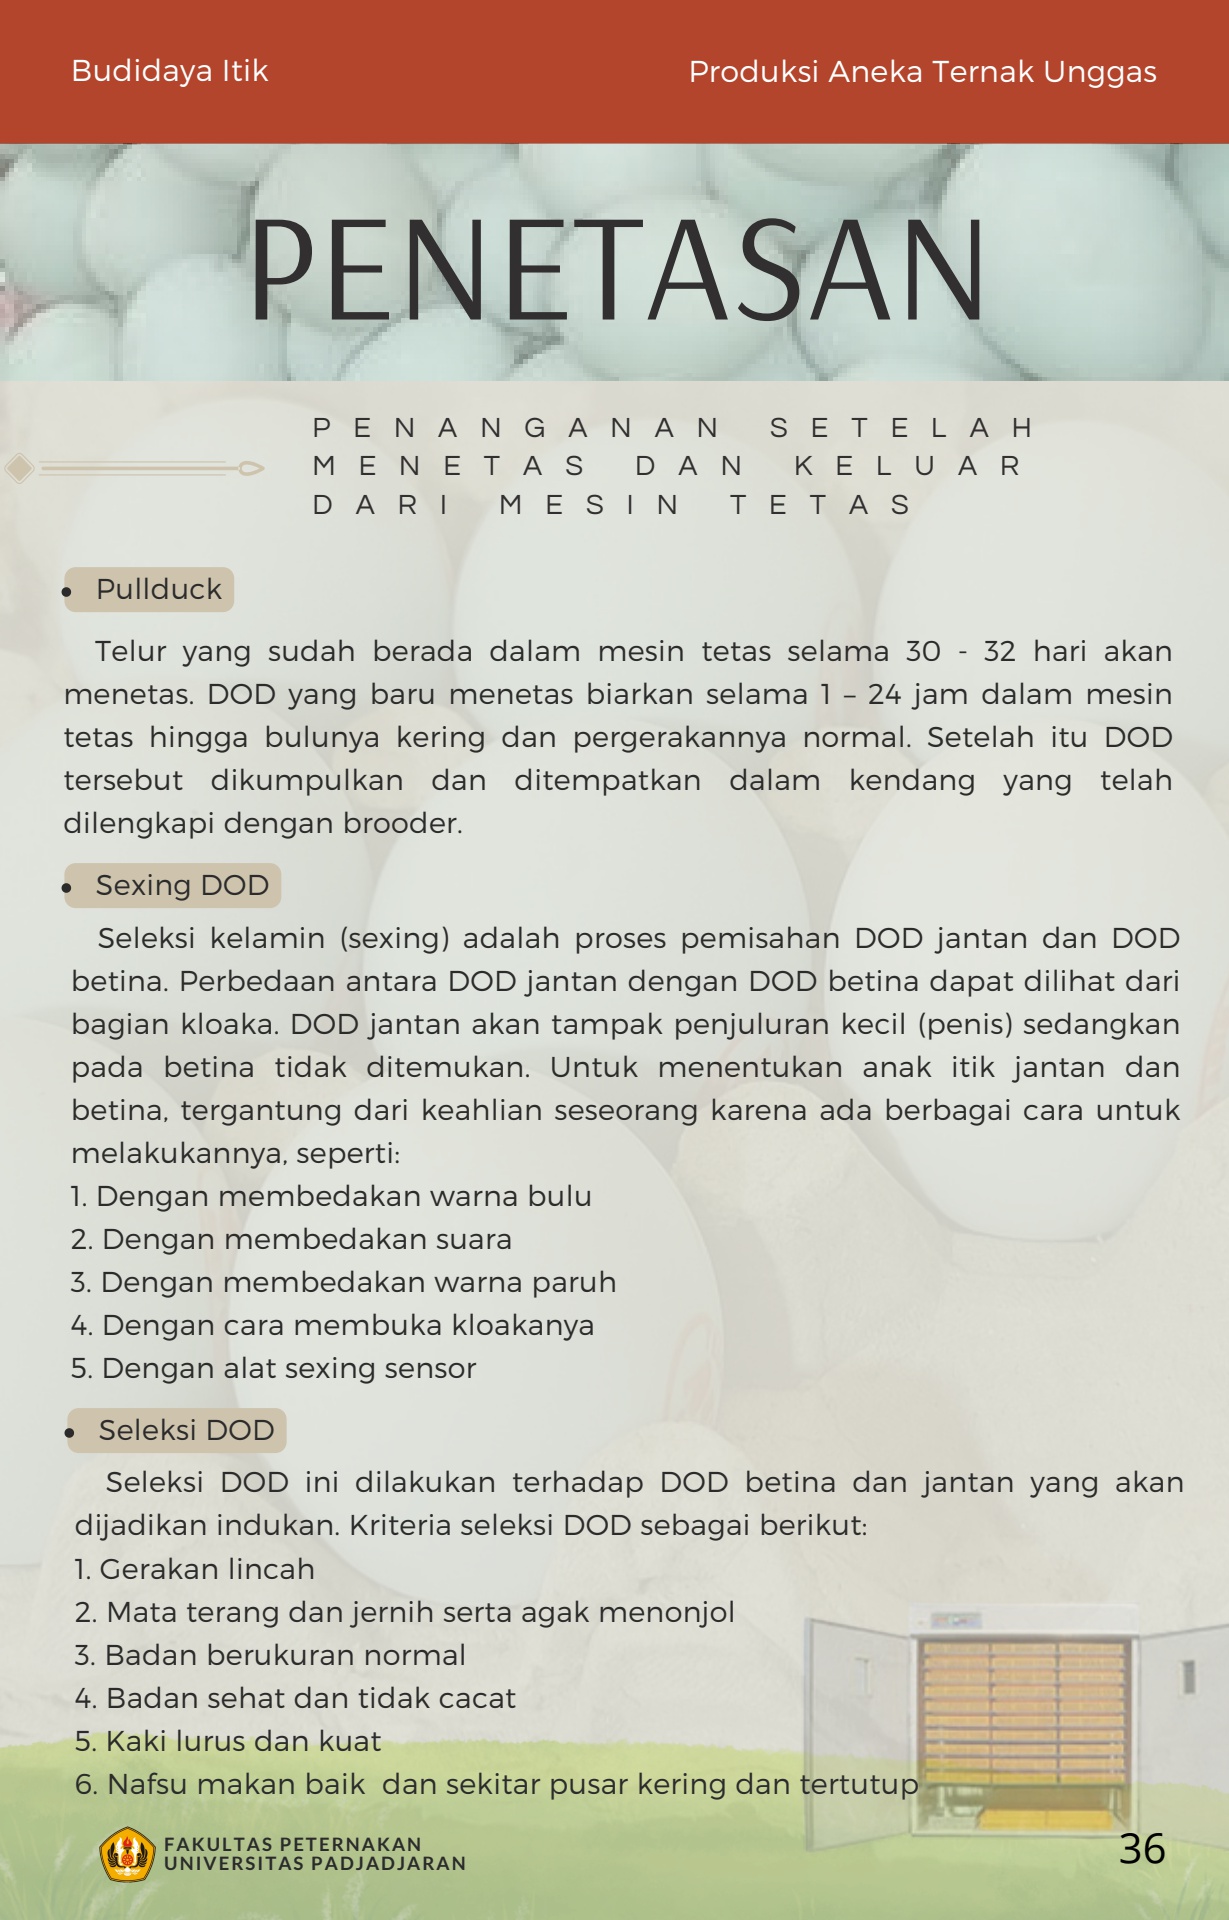 Budidaya Itik
Produksi Aneka Ternak Unggas
PENETASAN
PENANGANAN SETELAH
MENETAS DAN KELUAR
DARI MESIN TETAS
• Pullduck
Telur yang sudah berada dalam mesin tetas selama 30 - 32 hari akan
menetas. DOD yang baru menetas biarkan selama 1 – 24 jam dalam mesin
tetas hingga bulunya kering dan pergerakannya normal. Setelah itu DOD
tersebut dikumpulkan dan ditempatkan dalam kendang yang telah
dilengkapi dengan brooder.
• Sexing DOD
Seleksi kelamin (sexing) adalah proses pemisahan DOD jantan dan DOD
betina. Perbedaan antara DOD jantan dengan DOD betina dapat dilihat dari
bagian kloaka. DOD jantan akan tampak penjuluran kecil (penis) sedangkan
pada betina tidak ditemukan. Untuk menentukan anak itik jantan dan
betina, tergantung dari keahlian seseorang karena ada berbagai cara untuk
melakukannya, seperti:
1. Dengan membedakan warna bulu
2. Dengan membedakan suara
3. Dengan membedakan warna paruh
4. Dengan cara membuka kloakanya
5. Dengan alat sexing sensor
• Seleksi DOD
Seleksi DOD ini dilakukan terhadap DOD betina dan jantan yang akan
dijadikan indukan. Kriteria seleksi DOD sebagai berikut:
1. Gerakan lincah
2. Mata terang dan jernih serta agak menonjol
3. Badan berukuran normal
4. Badan sehat dan tidak cacat
5. Kaki lurus dan kuat
6. Nafsu makan baik  dan sekitar pusar kering dan tertutup
FAKULTAS PETERNAKAN
UNIVERSITAS PADJADJARAN
36